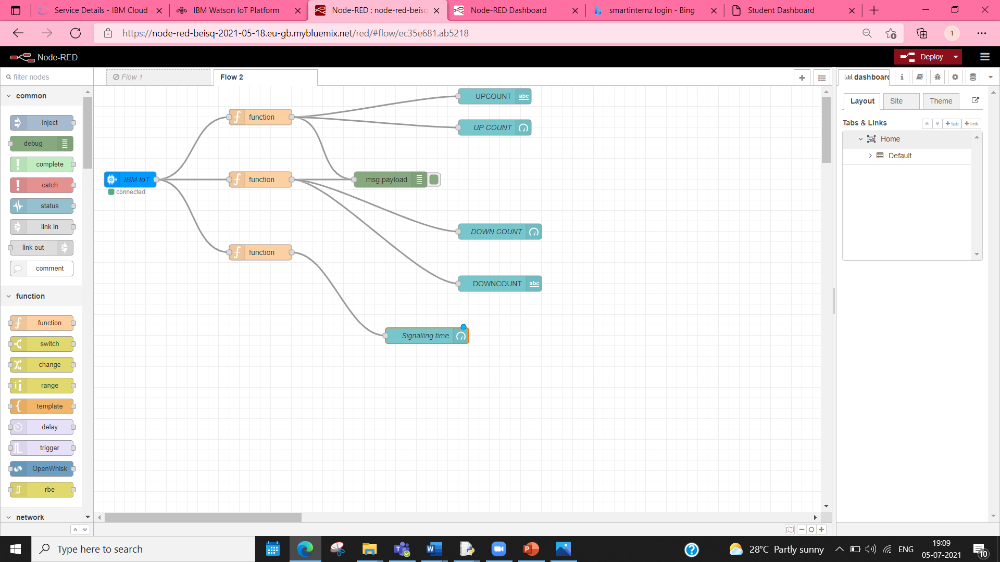 Service Details - IBM Cloud
IBM Watson IoT Platform
Node-RED : node-red-beisq
Node-RED Dashboard
smartinternz login - Bing
Student Dashboard
https://node-red-beisq-2021-05-18.eu-gb.mybluemix.net/red/#flow/ec35e681.ab5218
1
Node-RED
Deploy
filter nodes
Flow 1
Flow 2
dashboard
common
inject
debug
complete
catch
status
link in
link out
comment
function
function
switch
change
range
template
delay
trigger
OpenWhisk
rbe
network
IBM IoT
connected
function
function
function
UPCOUNT abc
UP COUNT
msg.payload
DOWN COUNT
DOWNCOUNT abc
Signalling time
Layout
Site
Theme
Tabs & Links
+ tab
+ link
Home
Default
Type here to search
28°C Partly sunny
ENG
19:09
05-07-2021
10